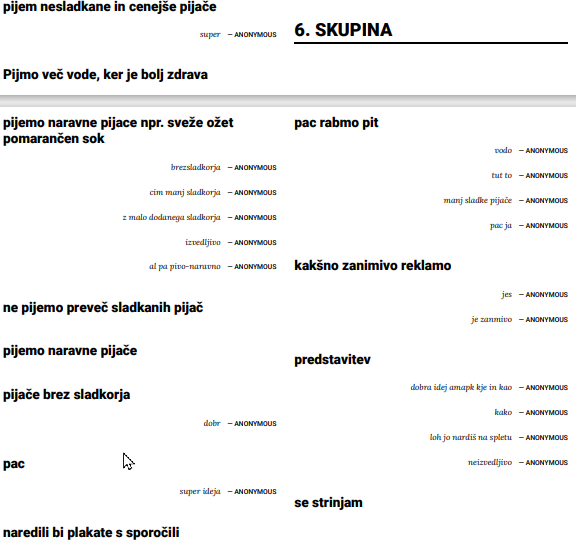 pijem nesladkane in cenejše pijače
super – ANONYMOUS
Pijmo več vode, ker je bolj zdrava
6. SKUPINA
pijemo naravne pijace npr. sveže ožet
pomarančen sok
brezsladkorja – ANONYMOUS
cim manj sladkorja – ANONYMOUS
z malo dodanega sladkorja – ANONYMOUS
izvedljivo – ANONYMOUS
al pa pivo-naravno – ANONYMOUS
ne pijemo preveč sladkanih pijač
pijemo naravne pijače
pijače brez sladkorja
dobr – ANONYMOUS
pac
super ideja – ANONYMOUS
naredili bi plakate s sporočili
pac rabmo pit
vodo – ANONYMOUS
tut to – ANONYMOUS
manj sladke pijače – ANONYMOUS
pac ja – ANONYMOUS
kakšno zanimivo reklamo
jes – ANONYMOUS
je zanmivo – ANONYMOUS
predstavitev
dobra idej amapk kje in kao – ANONYMOUS
kako – ANONYMOUS
loh jo nardiš na spletu – ANONYMOUS
neizvedljivo – ANONYMOUS
se strinjam